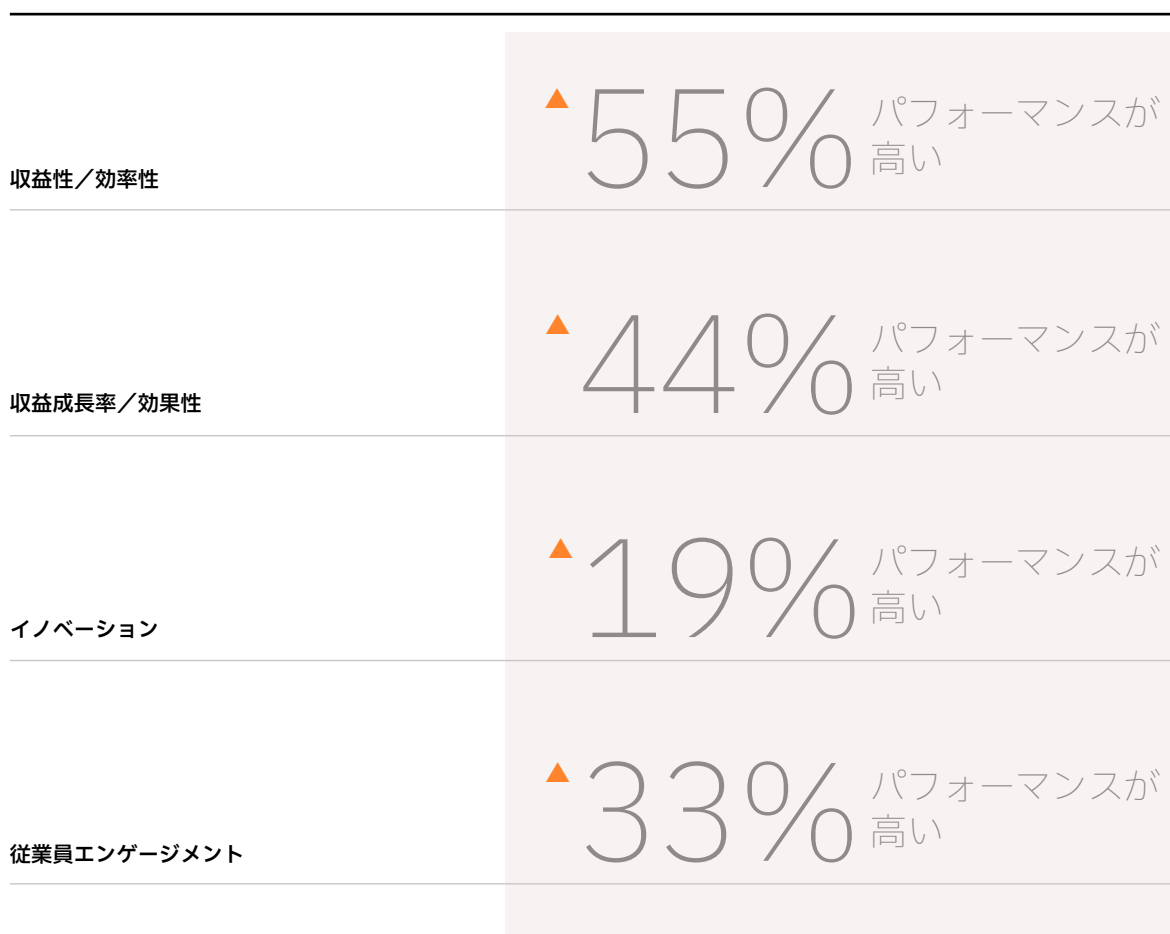 ▲55% パフォーマンスが
高い
収益性／効率性
▲44% パフォーマンスが
高い
収益成長率／効果性
▲19% パフォーマンスが
高い
イノベーション
▲33% パフォーマンスが
高い
従業員エンゲージメント